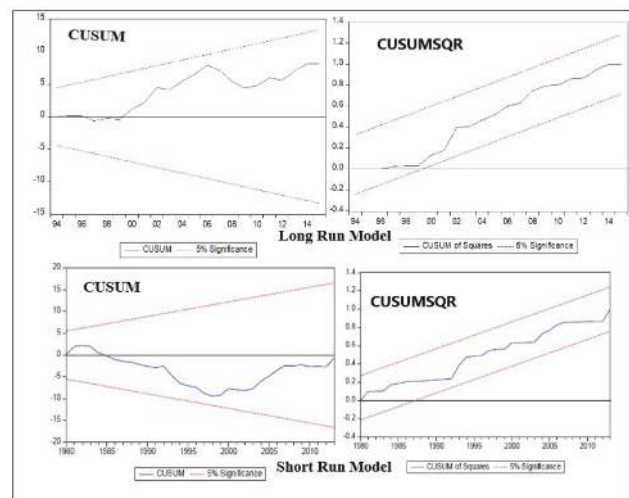 CUSUM
15
10
5
0
-5
-10
-15
94 96 98 00 02 04 06 08 10 12 14
CUSUM 5% Significance
CUSUMSQR
1.4
1.2
1.0
0.8
0.6
0.4
0.2
0.0
-0.2
-0.4
94 96 98 00 02 04 06 08 10 12 14
CUSUM of Squares 5% Significance
Long Run Model
CUSUM
20
15
10
5
0
-5
-10
-15
-20
1980 1985 1990 1995 2000 2005 2010
CUSUM 5% Significance
CUSUMSQR
1.4
1.2
1.0
0.8
0.6
0.4
0.2
0.0
-0.2
-0.4
1980 1985 1990 1995 2000 2005 2010
CUSUM of Squares 5% Significance
Short Run Model